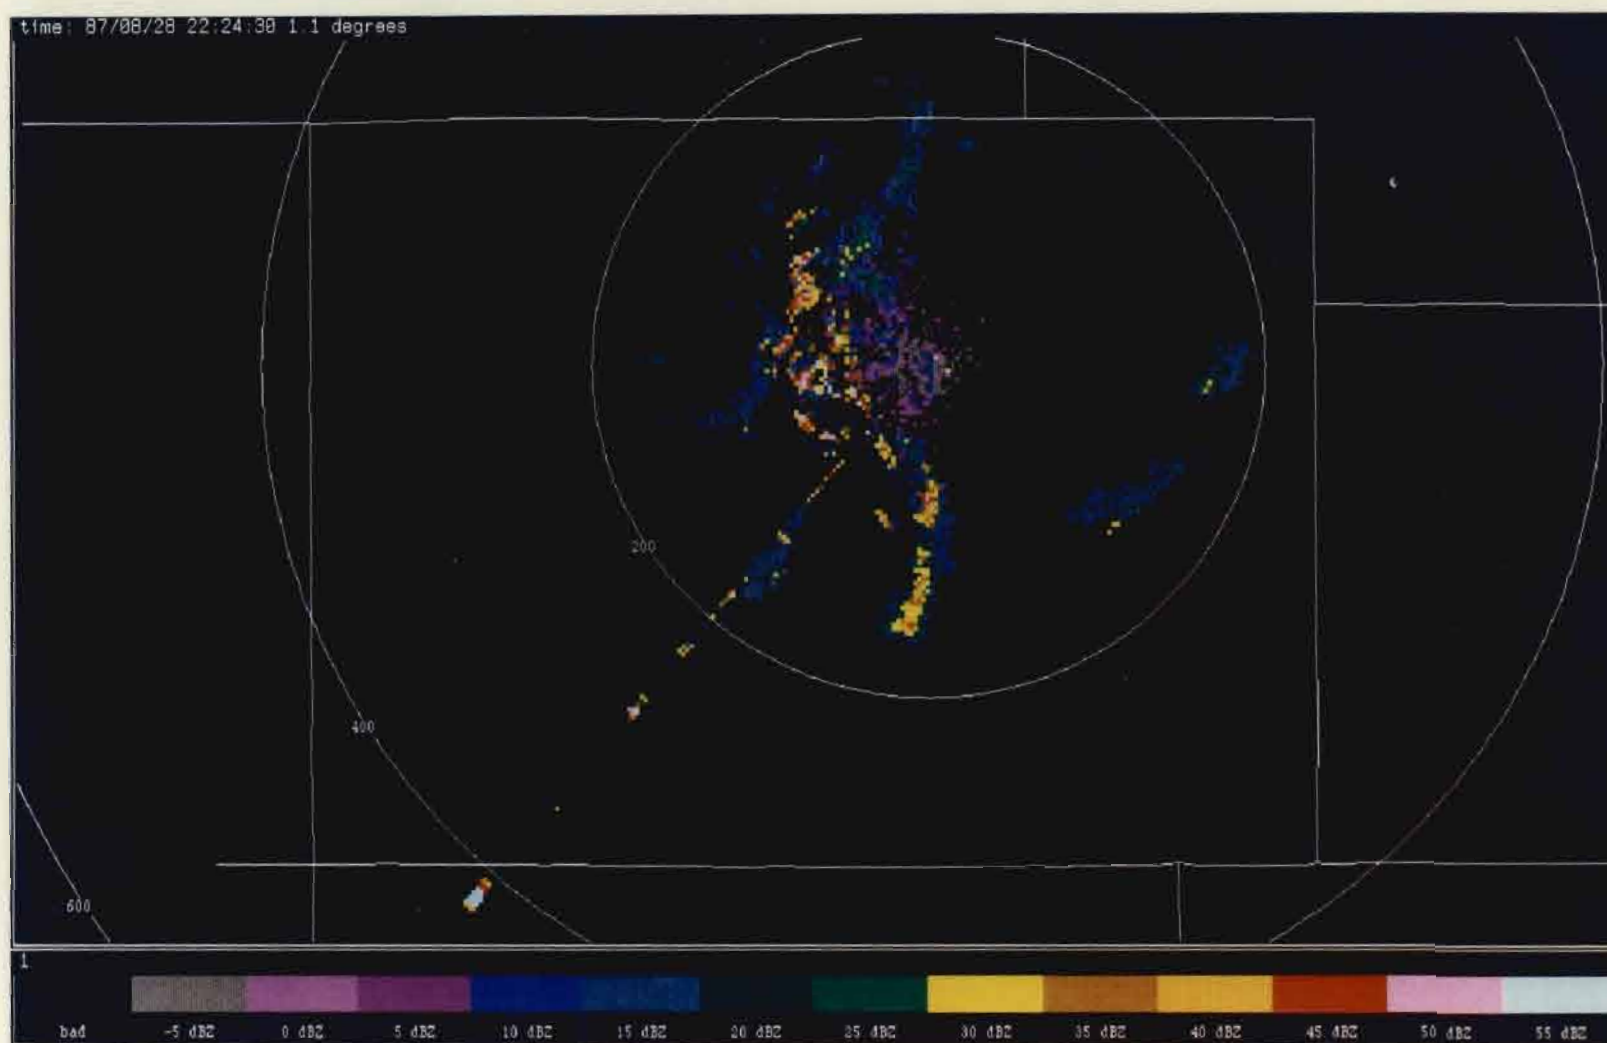 time: 87/08/28 22:24:30 1.1 degrees
200
400
600
1
bad -5 dBZ 0 dBZ 5 dBZ 10 dBZ 15 dBZ 20 dBZ 25 dBZ 30 dBZ 35 dBZ 40 dBZ 45 dBZ 50 dBZ 55 dBZ